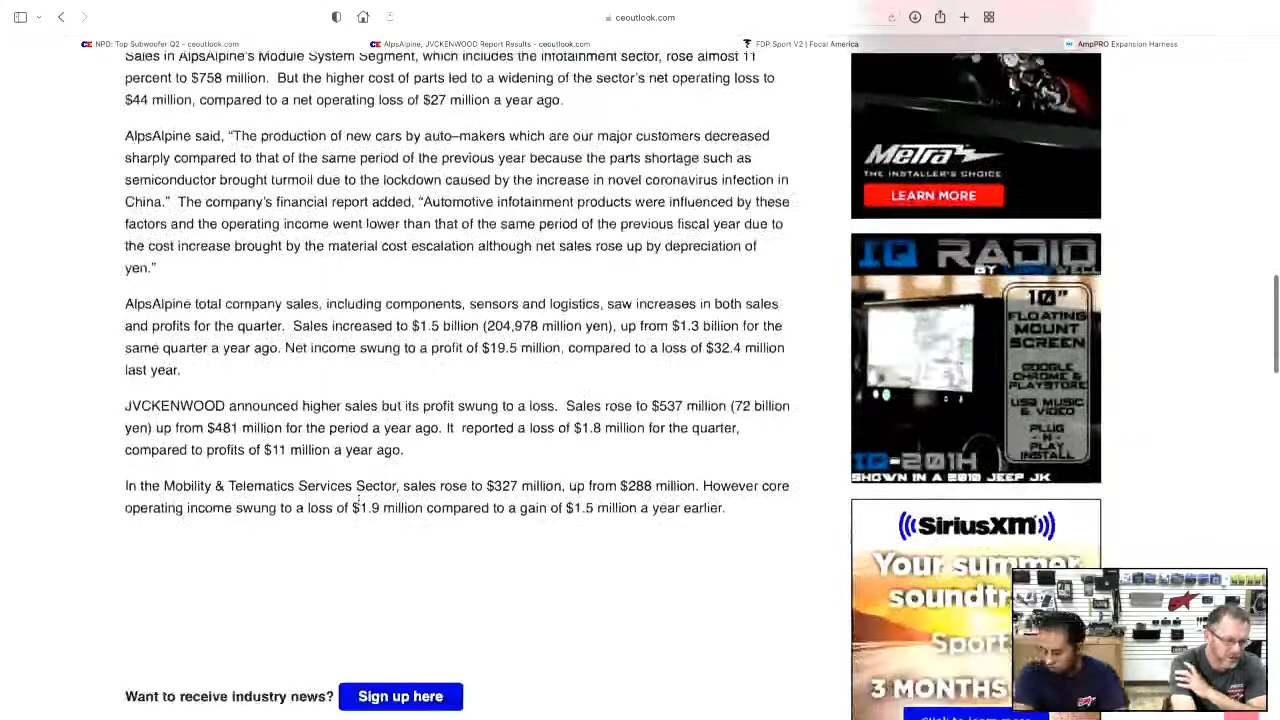 ceoutlook.com
NPD: Top Subwoofer Q2 - ceoutlook.com
AlpsAlpine, JVCKENWOOD Report Results - ceoutlook.com
FDP Sport V2 | Focal America
AmpPRO Expansion Harness
Sales in AlpsAlpine's Module System Segment, which includes the infotainment sector, rose almost 11
percent to $758 million.  But the higher cost of parts led to a widening of the sector's net operating loss to
$44 million, compared to a net operating loss of $27 million a year ago.
AlpsAlpine said, "The production of new cars by auto–makers which are our major customers decreased
sharply compared to that of the same period of the previous year because the parts shortage such as
semiconductor brought turmoil due to the lockdown caused by the increase in novel coronavirus infection in
China."  The company's financial report added, "Automotive infotainment products were influenced by these
factors and the operating income went lower than that of the same period of the previous fiscal year due to
the cost increase brought by the material cost escalation although net sales rose up by depreciation of
yen."
AlpsAlpine total company sales, including components, sensors and logistics, saw increases in both sales
and profits for the quarter.  Sales increased to $1.5 billion (204,978 million yen), up from $1.3 billion for the
same quarter a year ago. Net income swung to a profit of $19.5 million, compared to a loss of $32.4 million
last year.
JVCKENWOOD announced higher sales but its profit swung to a loss.  Sales rose to $537 million (72 billion
yen) up from $481 million for the period a year ago. It  reported a loss of $1.8 million for the quarter,
compared to profits of $11 million a year ago.
In the Mobility & Telematics Services Sector, sales rose to $327 million, up from $288 million. However core
operating income swung to a loss of $1.9 million compared to a gain of $1.5 million a year earlier.
Want to receive industry news?
Sign up here
Metra
THE INSTALLER'S CHOICE
LEARN MORE
IQ RADIO
BY
10"
FLOATING
MOUNT
SCREEN
GOOGLE
CHROME &
PLAYSTORE
USB MUSIC
& VIDEO
PLUG
-N-
PLAY
INSTALL
IQ-201H
SHOWN IN A 2010 JEEP JK
SiriusXM
Your summer
Sport
3 MONTHS